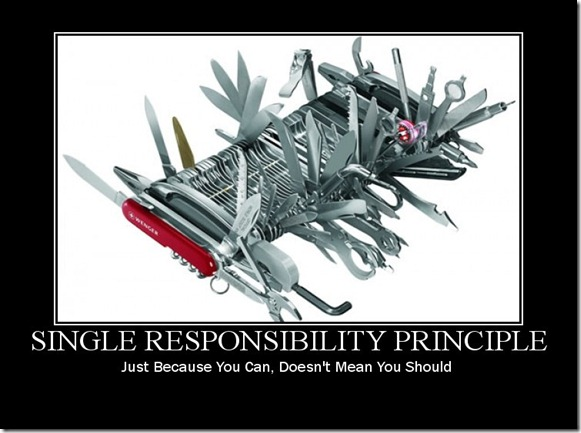 WENGER
SINGLE RESPONSIBILITY PRINCIPLE
Just Because You Can, Doesn't Mean You Should